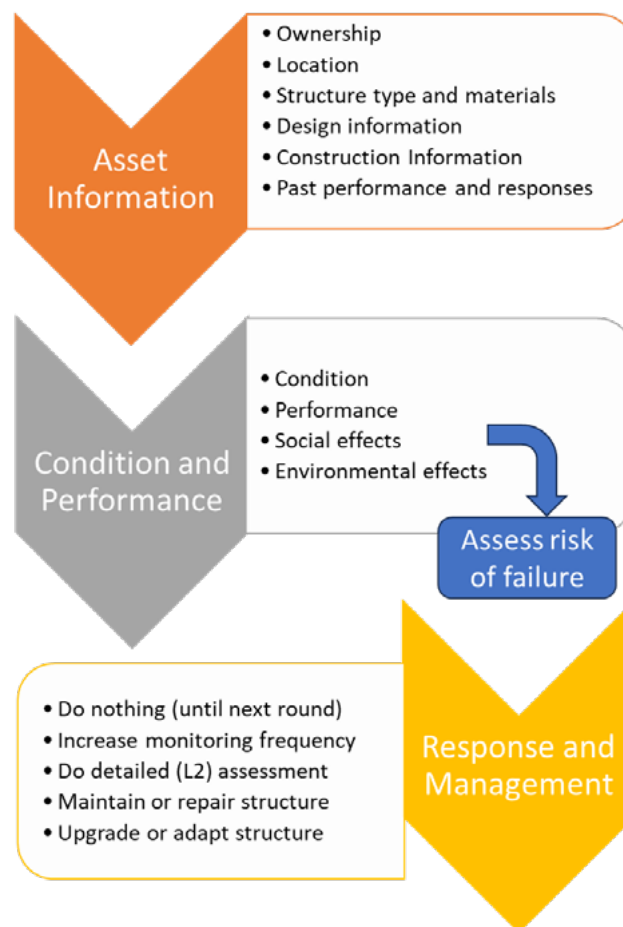 • Ownership
• Location
• Structure type and materials
• Design information
• Construction Information
• Past performance and responses
Asset
Information
• Condition
• Performance
• Social effects
• Environmental effects
Condition and
Performance
Assess risk
of failure
• Do nothing (until next round)
• Increase monitoring frequency
• Do detailed (L2) assessment
• Maintain or repair structure
• Upgrade or adapt structure
Response and
Management